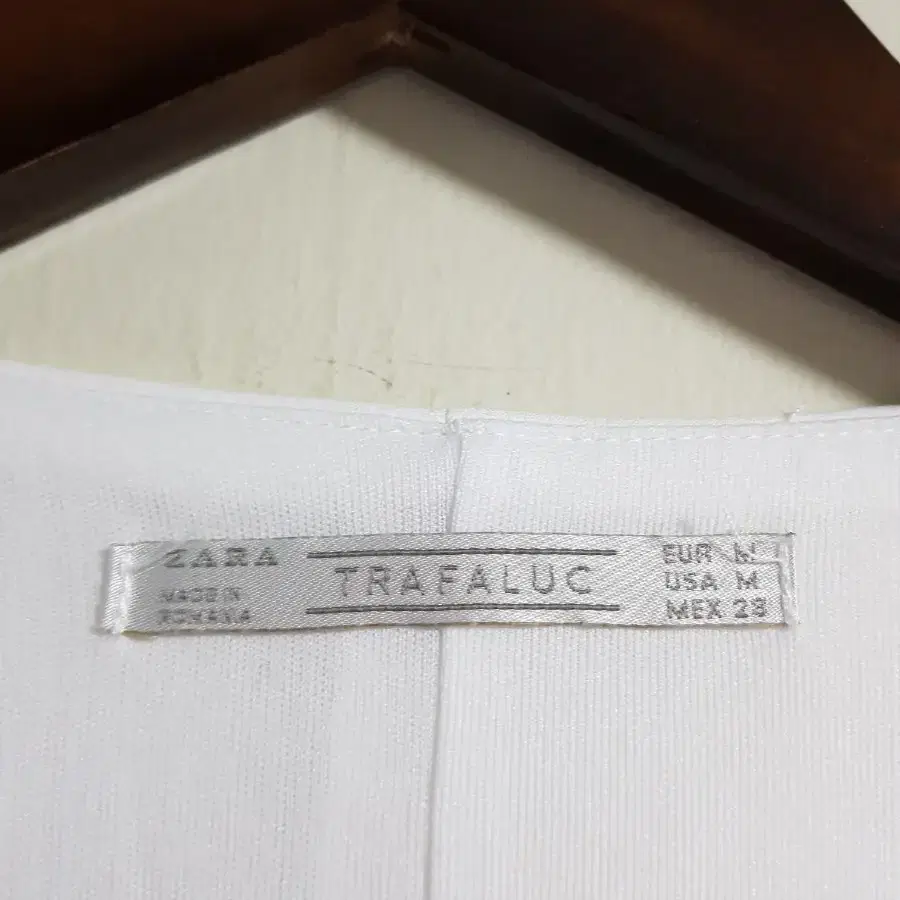 ZARA
MADE IN
ROMANIA
TRAFALUC
EUR M
USA M
MEX 28